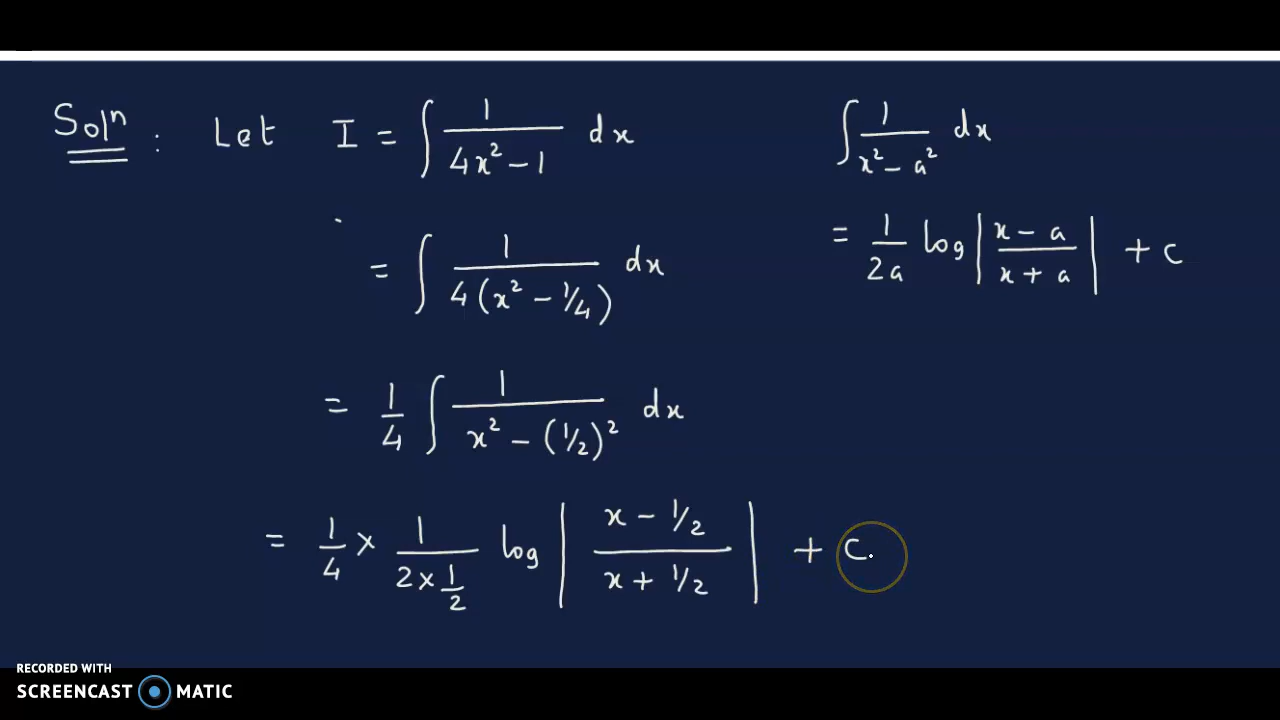 Solⁿ : Let I = ∫ 1/(4x² − 1) dx
∫ 1/(x² − a²) dx
= 1/(2a) log |(x − a)/(x + a)| + c
= ∫ 1/(4(x² − 1/4)) dx
= 1/4 ∫ 1/(x² − (1/2)²) dx
= 1/4 × 1/(2 × 1/2) log |(x − 1/2)/(x + 1/2)| + c.
RECORDED WITH
SCREENCAST MATIC